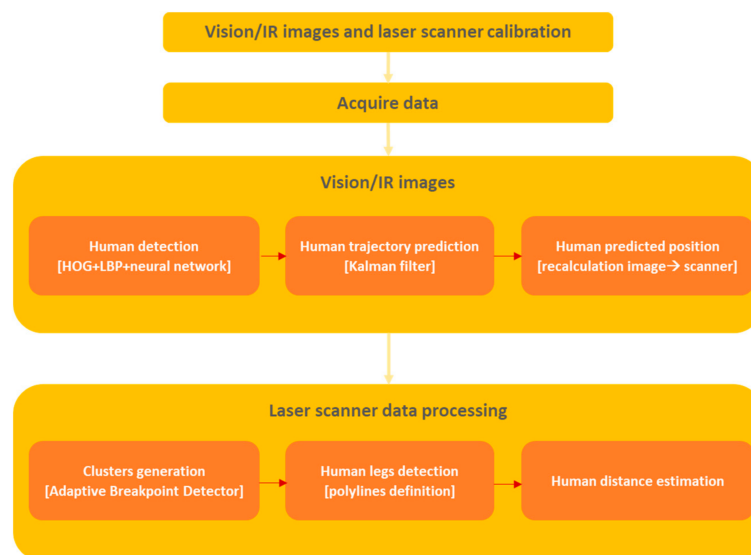 Vision/IR images and laser scanner calibration
Acquire data
Vision/IR images
Human detection
[HOG+LBP+neural network]
Human trajectory prediction
[Kalman filter]
Human predicted position
[recalculation image→ scanner]
Laser scanner data processing
Clusters generation
[Adaptive Breakpoint Detector]
Human legs detection
[polylines definition]
Human distance estimation